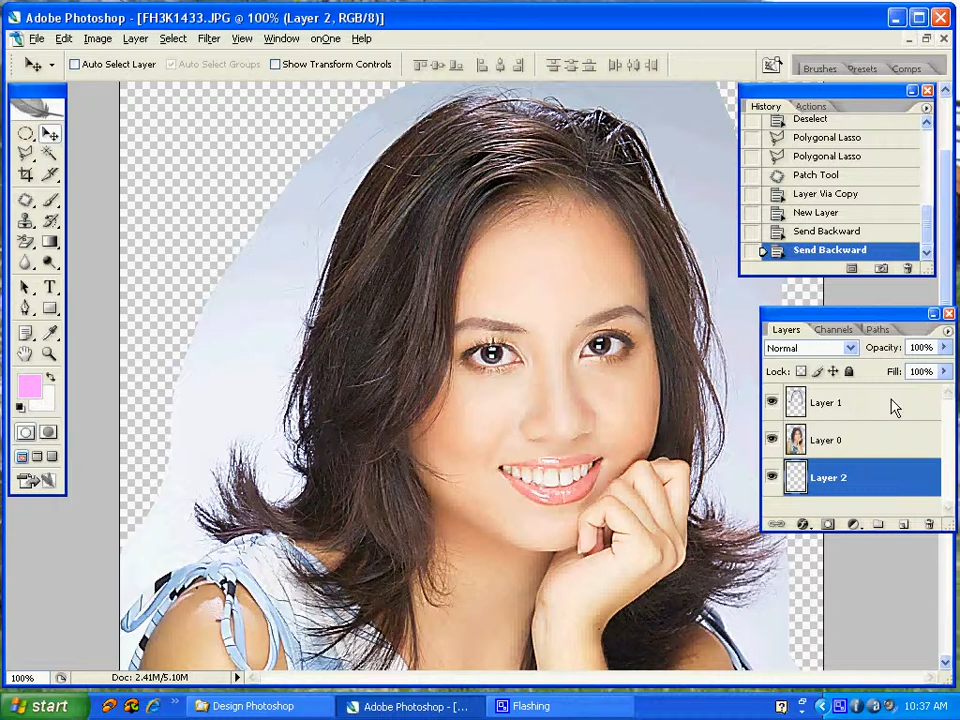 Adobe Photoshop - [FH3K1433.JPG @ 100% (Layer 2, RGB/8)]
File Edit Image Layer Select Filter View Window onOne Help
Auto Select Layer Auto Select Groups Show Transform Controls Brushes Presets Comps
History Actions
Deselect
Polygonal Lasso
Polygonal Lasso
Patch Tool
Layer Via Copy
New Layer
Send Backward
Send Backward
Layers Channels Paths
Normal Opacity: 100%
Lock: Fill: 100%
Layer 1
Layer 0
Layer 2
100% Doc: 2.41M/5.10M
start Design Photoshop Adobe Photoshop - [... Flashing 10:37 AM